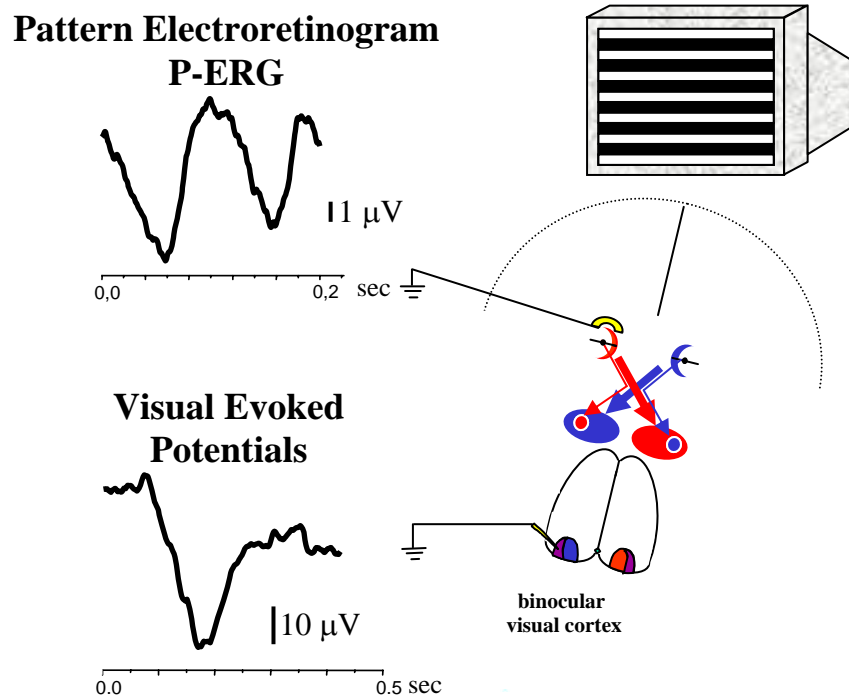 Pattern Electroretinogram
P-ERG
1 μV
0,0
0,2
sec
Visual Evoked
Potentials
10 μV
0.0
0.5 sec
binocular
visual cortex